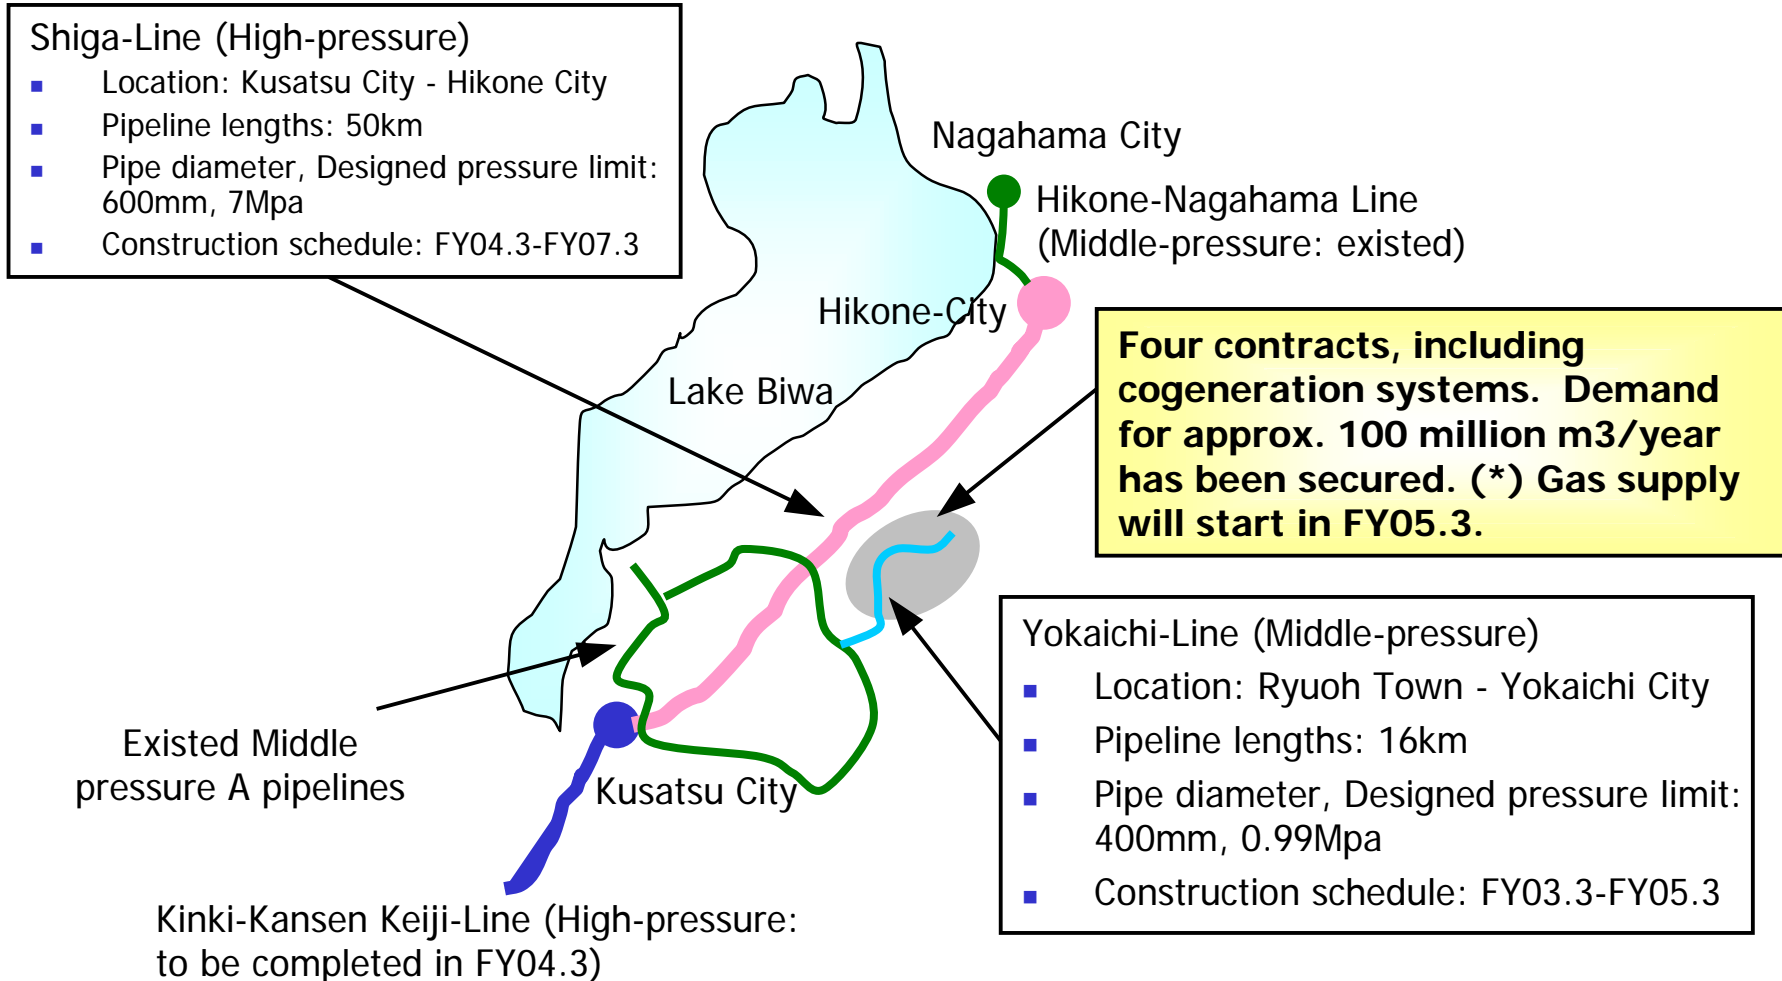 Shiga-Line (High-pressure)
▪ Location: Kusatsu City - Hikone City
▪ Pipeline lengths: 50km
▪ Pipe diameter, Designed pressure limit:
600mm, 7Mpa
▪ Construction schedule: FY04.3-FY07.3
Nagahama City
Hikone-Nagahama Line
(Middle-pressure: existed)
Hikone-City
Lake Biwa
Four contracts, including
cogeneration systems. Demand
for approx. 100 million m3/year
has been secured. (*) Gas supply
will start in FY05.3.
Yokaichi-Line (Middle-pressure)
▪ Location: Ryuoh Town - Yokaichi City
▪ Pipeline lengths: 16km
▪ Pipe diameter, Designed pressure limit:
400mm, 0.99Mpa
▪ Construction schedule: FY03.3-FY05.3
Existed Middle
pressure A pipelines
Kusatsu City
Kinki-Kansen Keiji-Line (High-pressure:
to be completed in FY04.3)